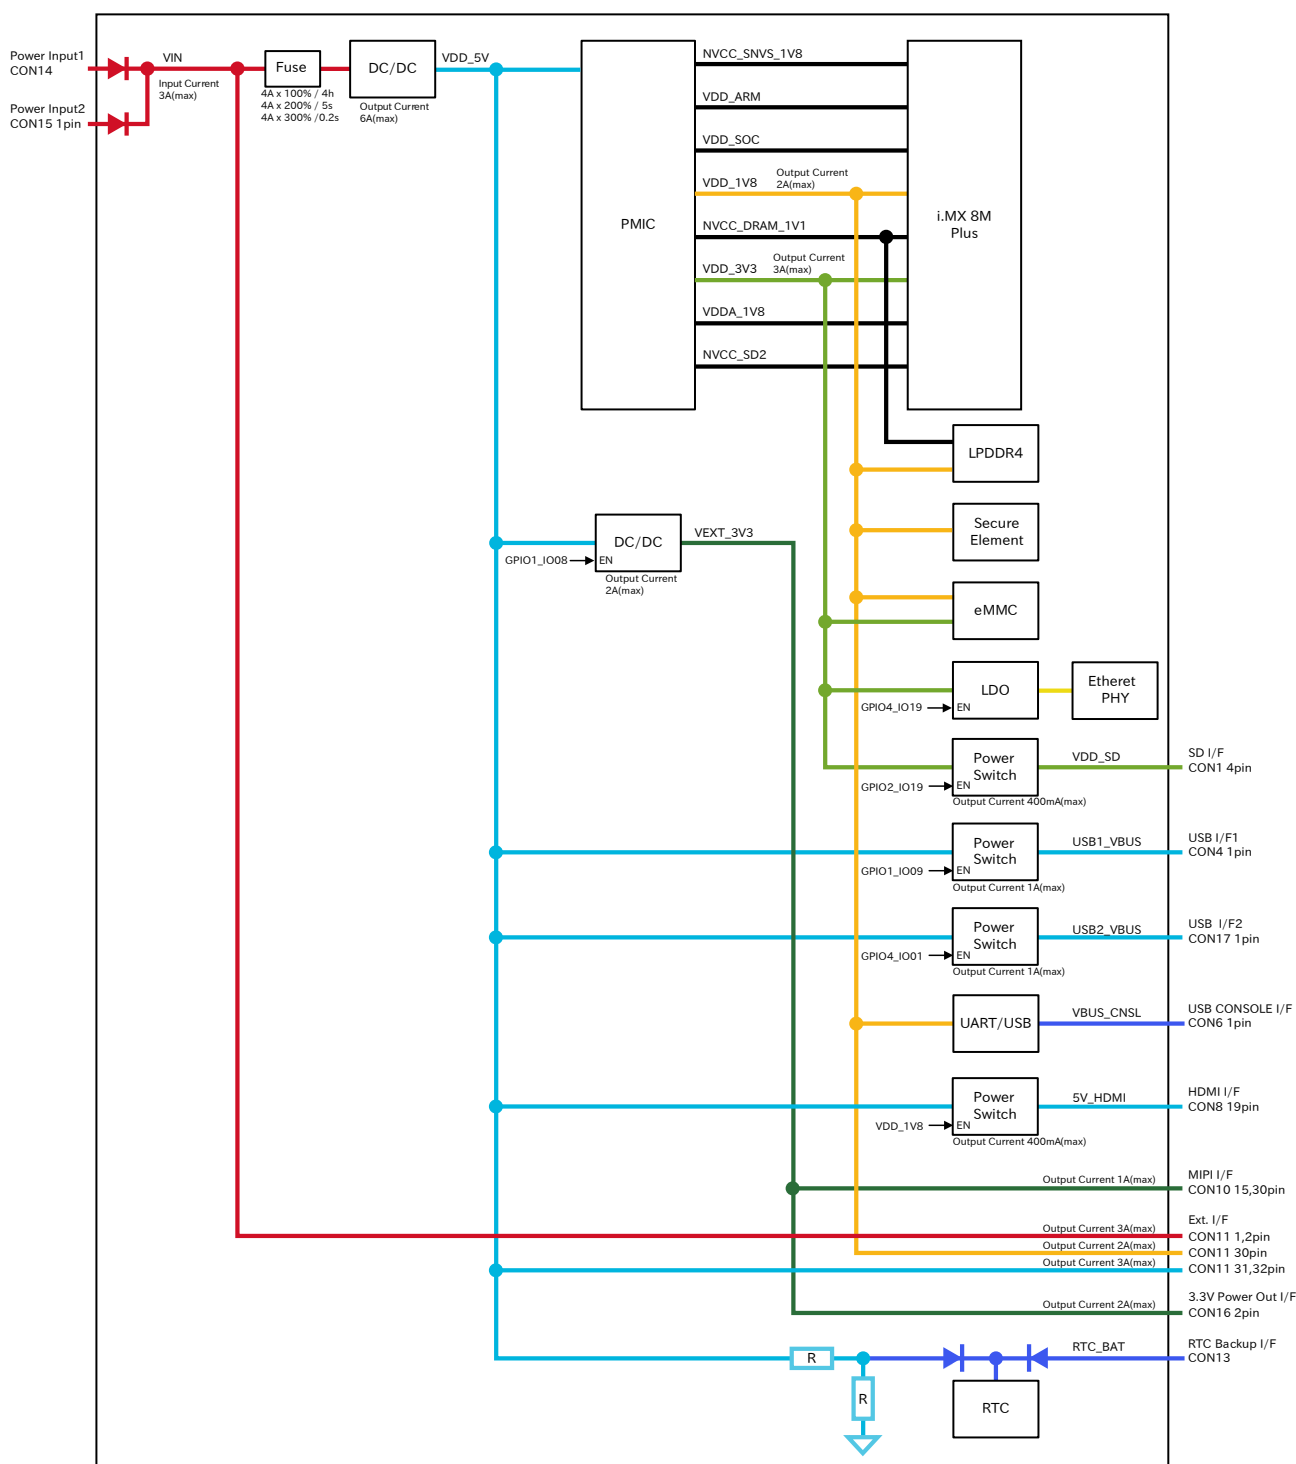 Power Input1
CON14
Power Input2
CON15 1pin
VIN
Input Current
3A(max)
Fuse
4A x 100% / 4h
4A x 200% / 5s
4A x 300% /0.2s
DC/DC
Output Current
6A(max)
VDD_5V
PMIC
NVCC_SNVS_1V8
VDD_ARM
VDD_SOC
VDD_1V8
Output Current
2A(max)
NVCC_DRAM_1V1
VDD_3V3
Output Current
3A(max)
VDDA_1V8
NVCC_SD2
i.MX 8M
Plus
LPDDR4
Secure
Element
eMMC
DC/DC
GPIO1_IO08
EN
Output Current
2A(max)
VEXT_3V3
LDO
GPIO4_IO19
EN
Etheret
PHY
Power
Switch
GPIO2_IO19
EN
Output Current 400mA(max)
VDD_SD
SD I/F
CON1 4pin
Power
Switch
GPIO1_IO09
EN
Output Current 1A(max)
USB1_VBUS
USB I/F1
CON4 1pin
Power
Switch
GPIO4_IO01
EN
Output Current 1A(max)
USB2_VBUS
USB I/F2
CON17 1pin
UART/USB
VBUS_CNSL
USB CONSOLE I/F
CON6 1pin
Power
Switch
VDD_1V8
EN
Output Current 400mA(max)
5V_HDMI
HDMI I/F
CON8 19pin
Output Current 1A(max)
MIPI I/F
CON10 15,30pin
Ext. I/F
Output Current 3A(max)
CON11 1,2pin
Output Current 2A(max)
CON11 30pin
Output Current 3A(max)
CON11 31,32pin
Output Current 2A(max)
3.3V Power Out I/F
CON16 2pin
R
R
RTC_BAT
RTC Backup I/F
CON13
RTC